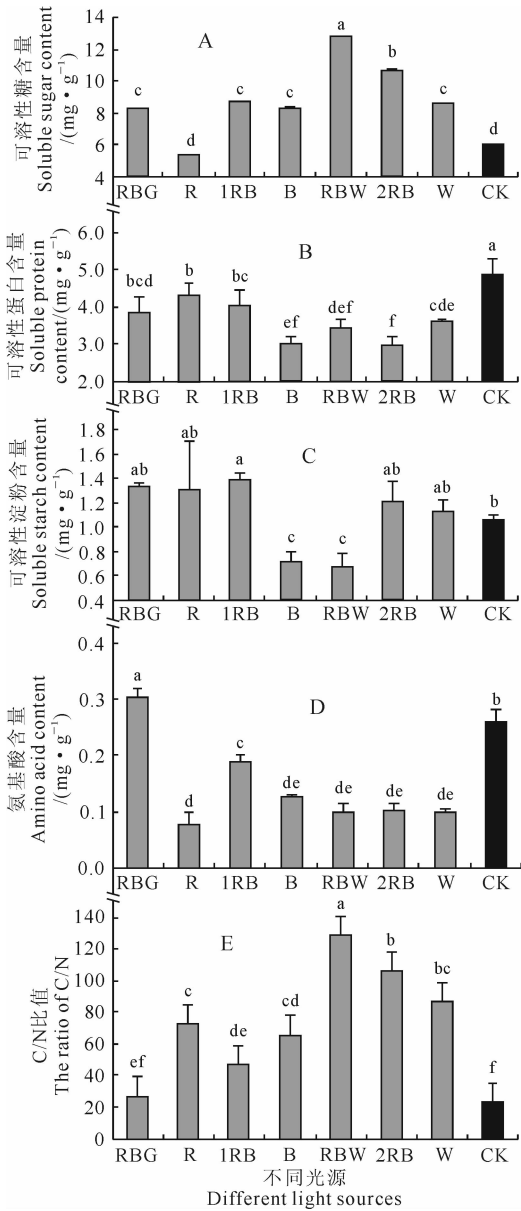 可溶性糖含量
Soluble sugar content
/(mg·g⁻¹)
14
12
10
8
6
4
A
c
d
c
c
a
b
c
d
RBG R 1RB B RBW 2RB W CK
可溶性蛋白含量
Soluble protein
content/(mg·g⁻¹)
6.0
5.0
4.0
3.0
2.0
B
bcd
b
bc
ef
def
f
cde
a
RBG R 1RB B RBW 2RB W CK
可溶性淀粉含量
Soluble starch content
/(mg·g⁻¹)
1.8
1.6
1.4
1.2
1.0
0.8
0.6
0.4
C
ab
ab
a
c
c
ab
ab
b
RBG R 1RB B RBW 2RB W CK
氨基酸含量
Amino acid content
/(mg·g⁻¹)
0.4
0.3
0.2
0.1
0.0
D
a
d
c
de
de
de
de
b
RBG R 1RB B RBW 2RB W CK
C/N比值
The ratio of C/N
140
120
100
80
60
40
20
0
E
ef
c
de
cd
a
b
bc
f
RBG R 1RB B RBW 2RB W CK
不同光源
Different light sources